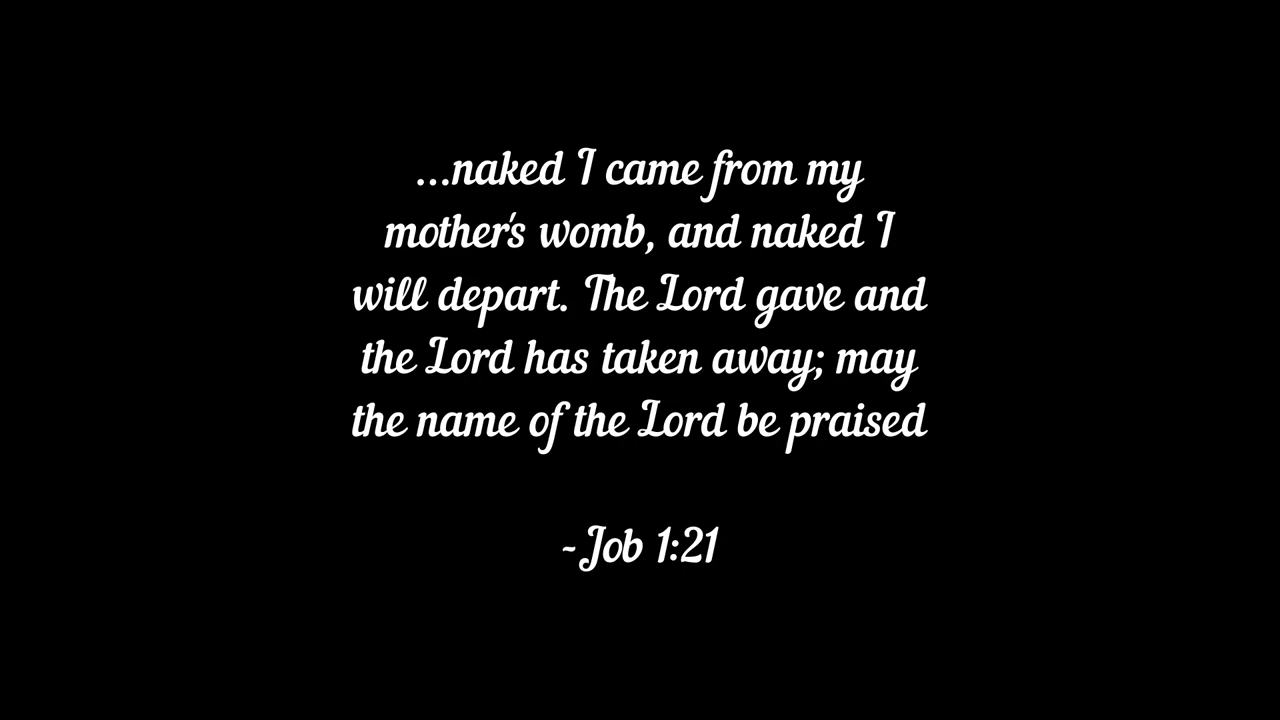 ...naked I came from my
mother's womb, and naked I
will depart. The Lord gave and
the Lord has taken away; may
the name of the Lord be praised
-Job 1:21